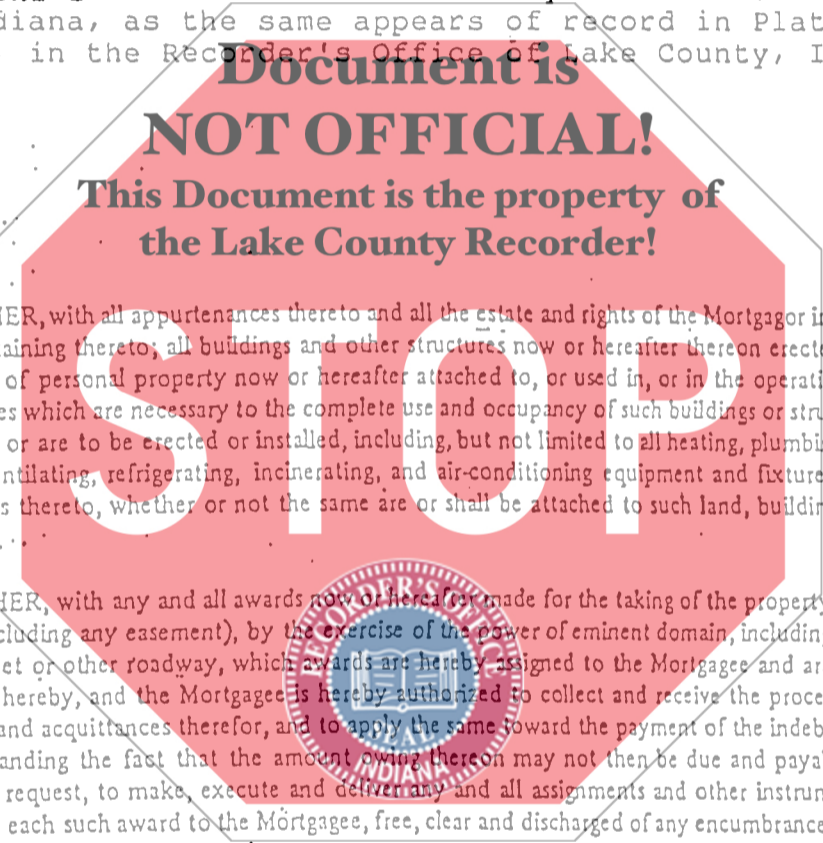 diana, as the same appears of record in Plat
in the Recorder's Office of Lake County, I
Document is
NOT OFFICIAL!
This Document is the property of
the Lake County Recorder!
STOP
ER, with all appurtenances thereto and all the estate and rights of the Mortgagor i
aining thereto, all buildings and other structures now or hereafter thereon erecte
of personal property now or hereafter attached to, or used in, or in the operati
es which are necessary to the complete use and occupancy of such buildings or stru
or are to be erected or installed, including, but not limited to all heating, plumbi
ntilating, refrigerating, incinerating, and air-conditioning equipment and fixture
s thereto, whether or not the same are or shall be attached to such land, buildin
HER, with any and all awards now or hereafter made for the taking of the property
cluding any easement), by the exercise of the power of eminent domain, including
et or other roadway, which awards are hereby assigned to the Mortgagee and ar
hereby, and the Mortgagee is hereby authorized to collect and receive the proce
and acquittances therefor, and to apply the same toward the payment of the indeb
anding the fact that the amount owing thereon may not then be due and paya
request, to make, execute and deliver any and all assignments and other instrun
each such award to the Mortgagee, free, clear and discharged of any encumbrance
RECORDER'S OFFICE
SEAL
INDIANA